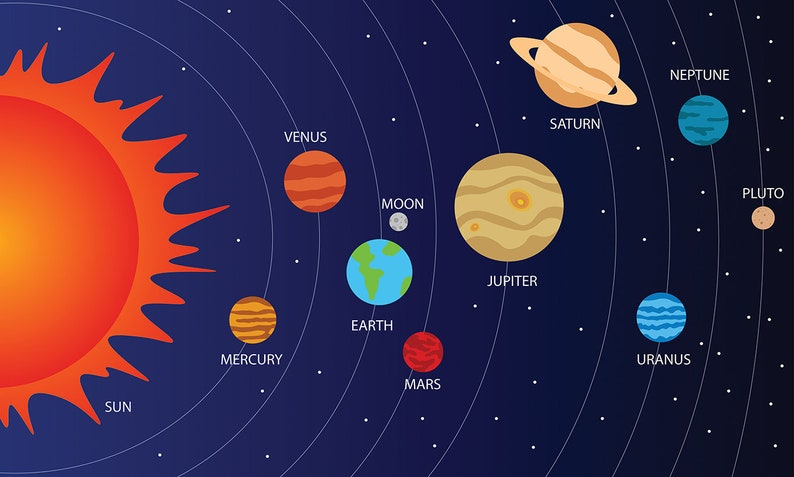 NEPTUNE
SATURN
VENUS
PLUTO
MOON
JUPITER
EARTH
MERCURY
URANUS
MARS
SUN